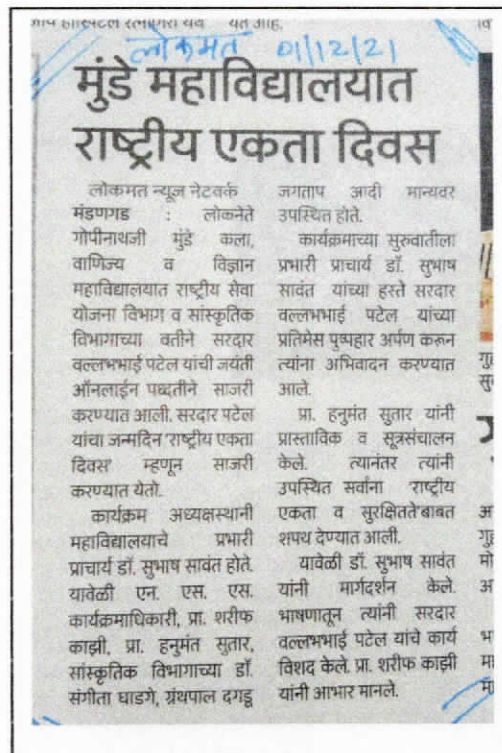 लोकमत 01/12/21
मुंडे महाविद्यालयात
राष्ट्रीय एकता दिवस
लोकमत न्यूज नेटवर्क
मंडणगड : लोकनेते
गोपीनाथजी मुंडे कला,
वाणिज्य व विज्ञान
महाविद्यालयात राष्ट्रीय सेवा
योजना विभाग व सांस्कृतिक
विभागाच्या वतीने सरदार
वल्लभभाई पटेल यांची जयंती
ऑनलाईन पध्दतीने साजरी
करण्यात आली. सरदार पटेल
यांचा जन्मदिन 'राष्ट्रीय एकता
दिवस' म्हणून साजरी
करण्यात येतो.
कार्यक्रम अध्यक्षस्थानी
महाविद्यालयाचे प्रभारी
प्राचार्य डॉ. सुभाष सावंत होते.
यावेळी एन. एस. एस.
कार्यक्रमाधिकारी, प्रा. शरीफ
काझी, प्रा. हनुमंत सुतार,
सांस्कृतिक विभागाच्या डॉ.
संगीता घाडगे, ग्रंथपाल दगडू
जगताप आदी मान्यवर
उपस्थित होते.
कार्यक्रमाच्या सुरुवातीला
प्रभारी प्राचार्य डॉ. सुभाष
सावंत यांच्या हस्ते सरदार
वल्लभभाई पटेल यांच्या
प्रतिमेस पुष्पहार अर्पण करून
त्यांना अभिवादन करण्यात
आले.
प्रा. हनुमंत सुतार यांनी
प्रास्ताविक व सूत्रसंचालन
केले. त्यानंतर त्यांनी
उपस्थित सर्वांना 'राष्ट्रीय
एकता व सुरक्षितते'बाबत
शपथ देण्यात आली.
यावेळी डॉ. सुभाष सावंत
यांनी मार्गदर्शन केले.
भाषणातून त्यांनी सरदार
वल्लभभाई पटेल यांचे कार्य
विशद केले. प्रा. शरीफ काझी
यांनी आभार मानले.